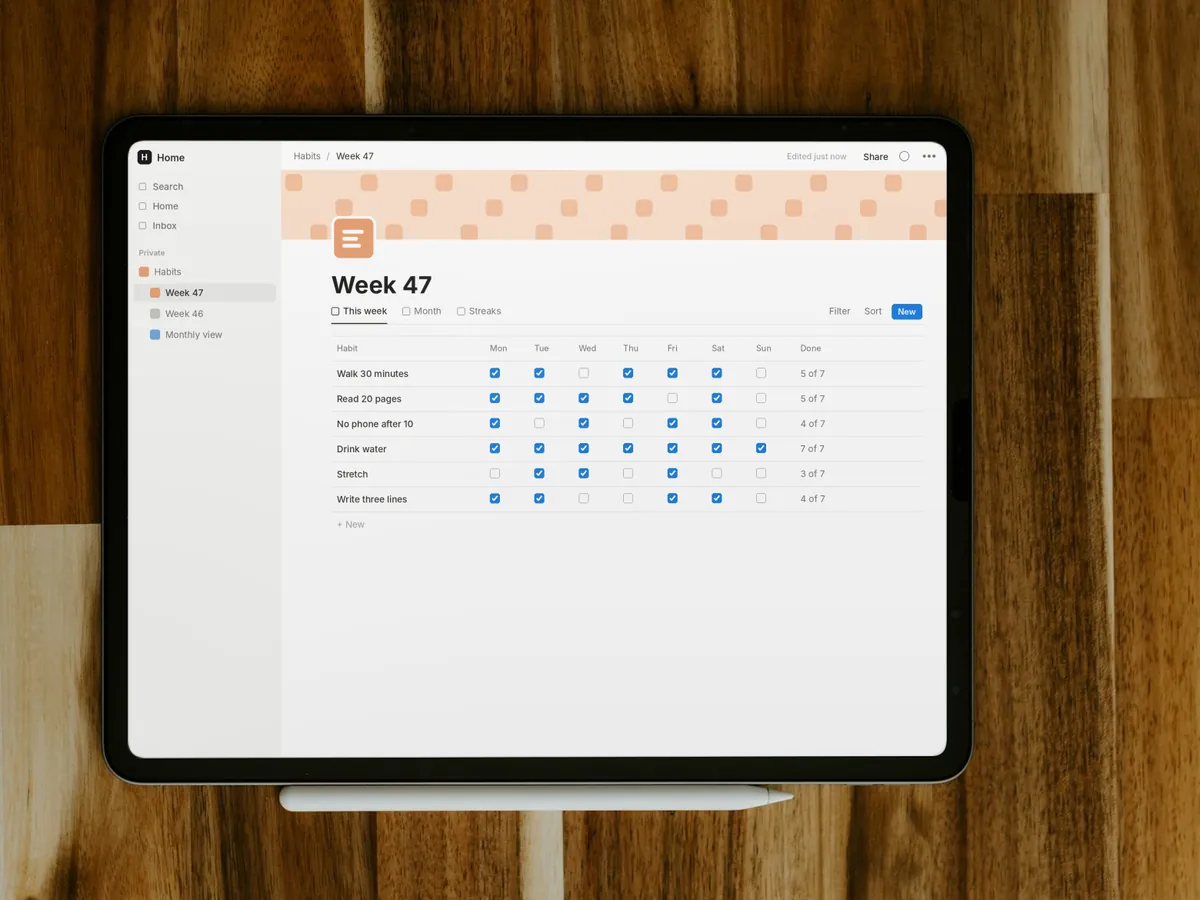 H Home
Search
Home
Inbox
Private
Habits
Week 47
Week 46
Monthly view
Habits / Week 47
Edited just now Share
Week 47
This week Month Streaks
Filter Sort New
Habit Mon Tue Wed Thu Fri Sat Sun Done
Walk 30 minutes 5 of 7
Read 20 pages 5 of 7
No phone after 10 4 of 7
Drink water 7 of 7
Stretch 3 of 7
Write three lines 4 of 7
+ New